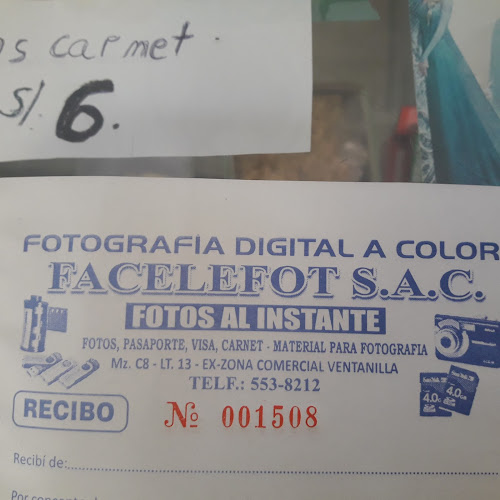 carnet.
S/. 6.
FOTOGRAFÍA DIGITAL A COLOR
FACELEFOT S.A.C.
FOTOS AL INSTANTE
FOTOS, PASAPORTE, VISA, CARNET - MATERIAL PARA FOTOGRAFIA
Mz. C8 - LT. 13 - EX-ZONA COMERCIAL VENTANILLA
TELF.: 553-8212
RECIBO
Nº 001508
Recibí de: